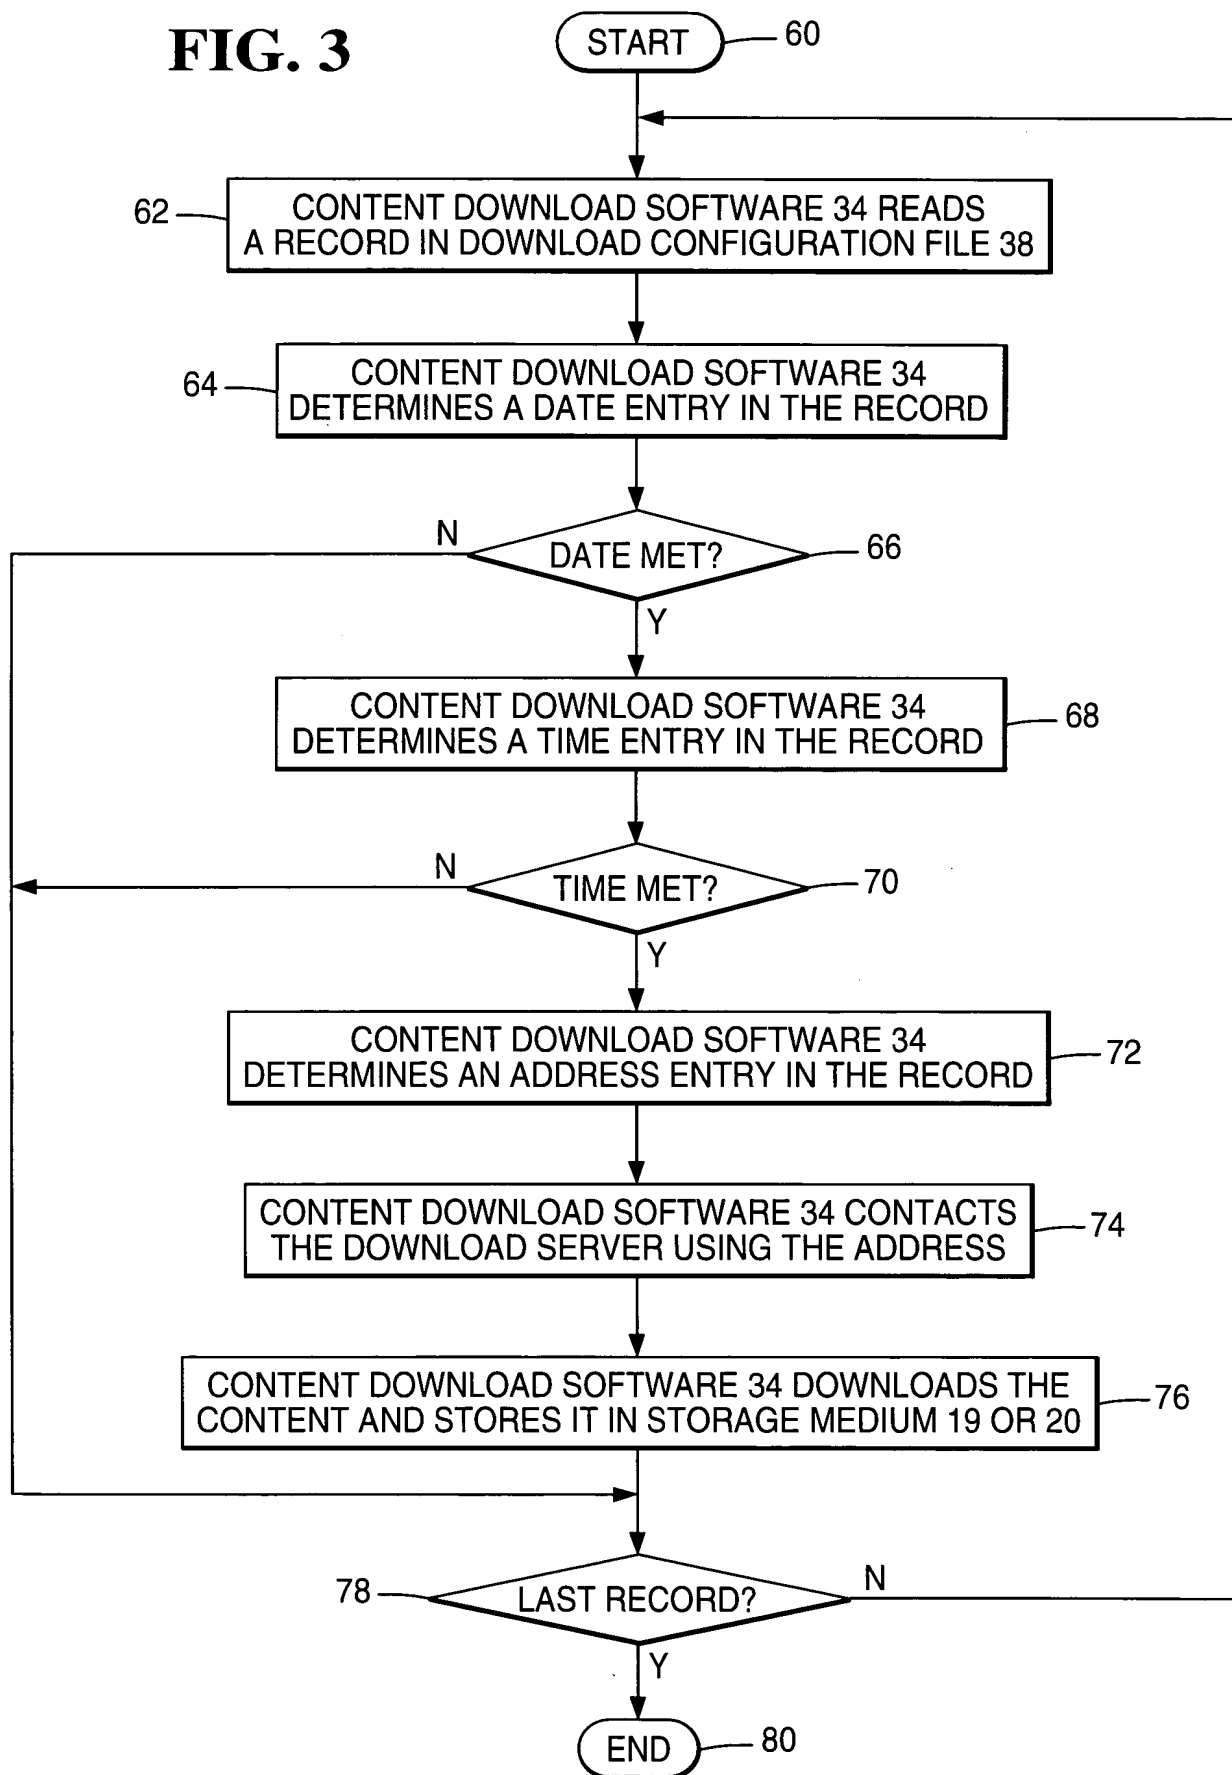 FIG. 3
START
60
62
CONTENT DOWNLOAD SOFTWARE 34 READS
A RECORD IN DOWNLOAD CONFIGURATION FILE 38
64
CONTENT DOWNLOAD SOFTWARE 34
DETERMINES A DATE ENTRY IN THE RECORD
N
DATE MET?
66
Y
CONTENT DOWNLOAD SOFTWARE 34
DETERMINES A TIME ENTRY IN THE RECORD
68
N
TIME MET?
70
Y
CONTENT DOWNLOAD SOFTWARE 34
DETERMINES AN ADDRESS ENTRY IN THE RECORD
72
CONTENT DOWNLOAD SOFTWARE 34 CONTACTS
THE DOWNLOAD SERVER USING THE ADDRESS
74
CONTENT DOWNLOAD SOFTWARE 34 DOWNLOADS THE
CONTENT AND STORES IT IN STORAGE MEDIUM 19 OR 20
76
78
LAST RECORD?
N
Y
END
80